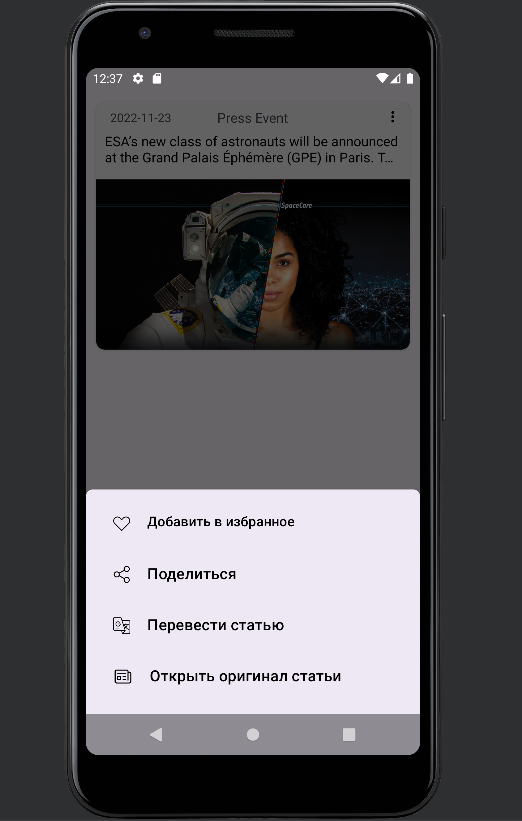 12:37
2022-11-23 Press Event
ESA's new class of astronauts will be announced
at the Grand Palais Éphémère (GPE) in Paris. T...
SpaceCore
Добавить в избранное
Поделиться
Перевести статью
Открыть оригинал статьи